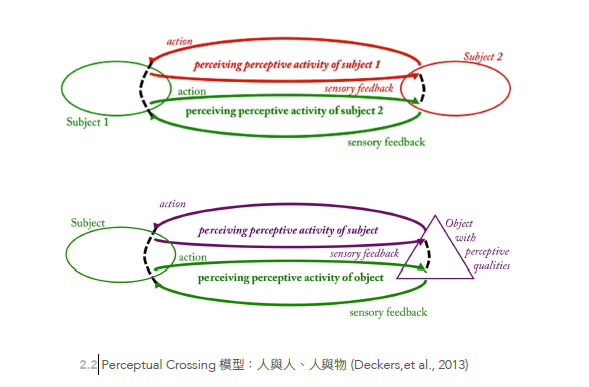 action
Subject 2
perceiving perceptive activity of subject 1
sensory feedback
action
perceiving perceptive activity of subject 2
Subject 1
sensory feedback
action
Subject
Object
with
perceptive
qualities
perceiving perceptive activity of subject
sensory feedback
action
perceiving perceptive activity of object
sensory feedback
2.2 Perceptual Crossing 模型：人與人、人與物 (Deckers,et al., 2013)